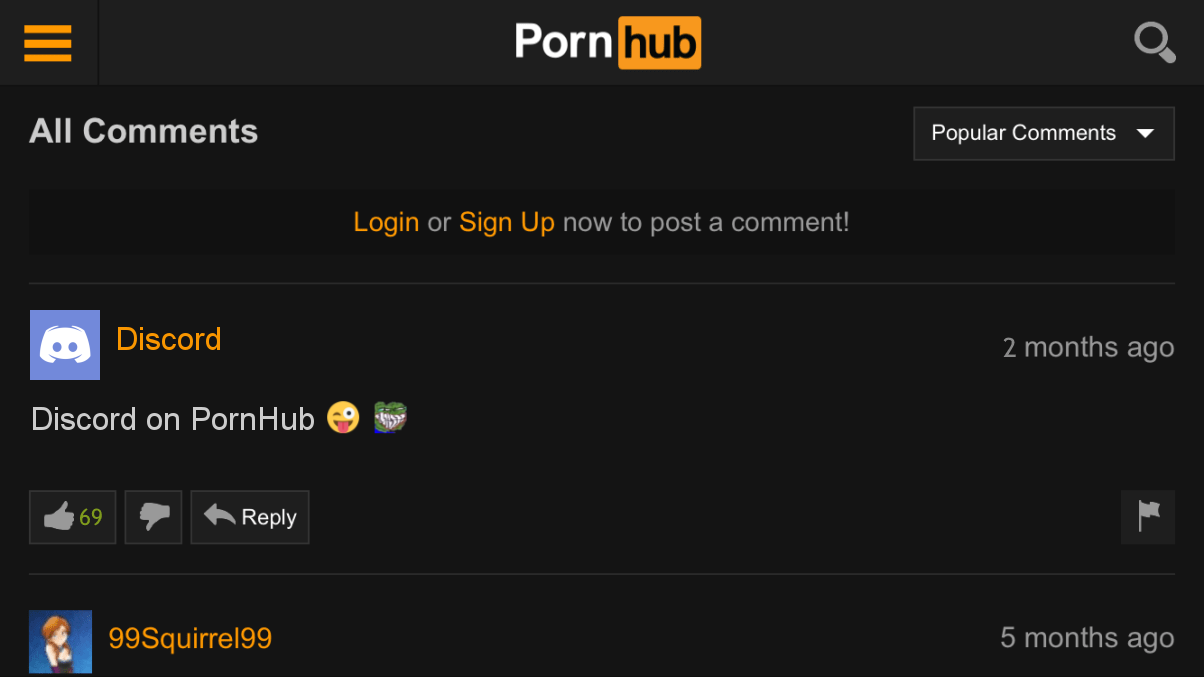 Porn hub
All Comments
Popular Comments
Login or Sign Up now to post a comment!
Discord
2 months ago
Discord on PornHub 😜
69
Reply
99Squirrel99
5 months ago